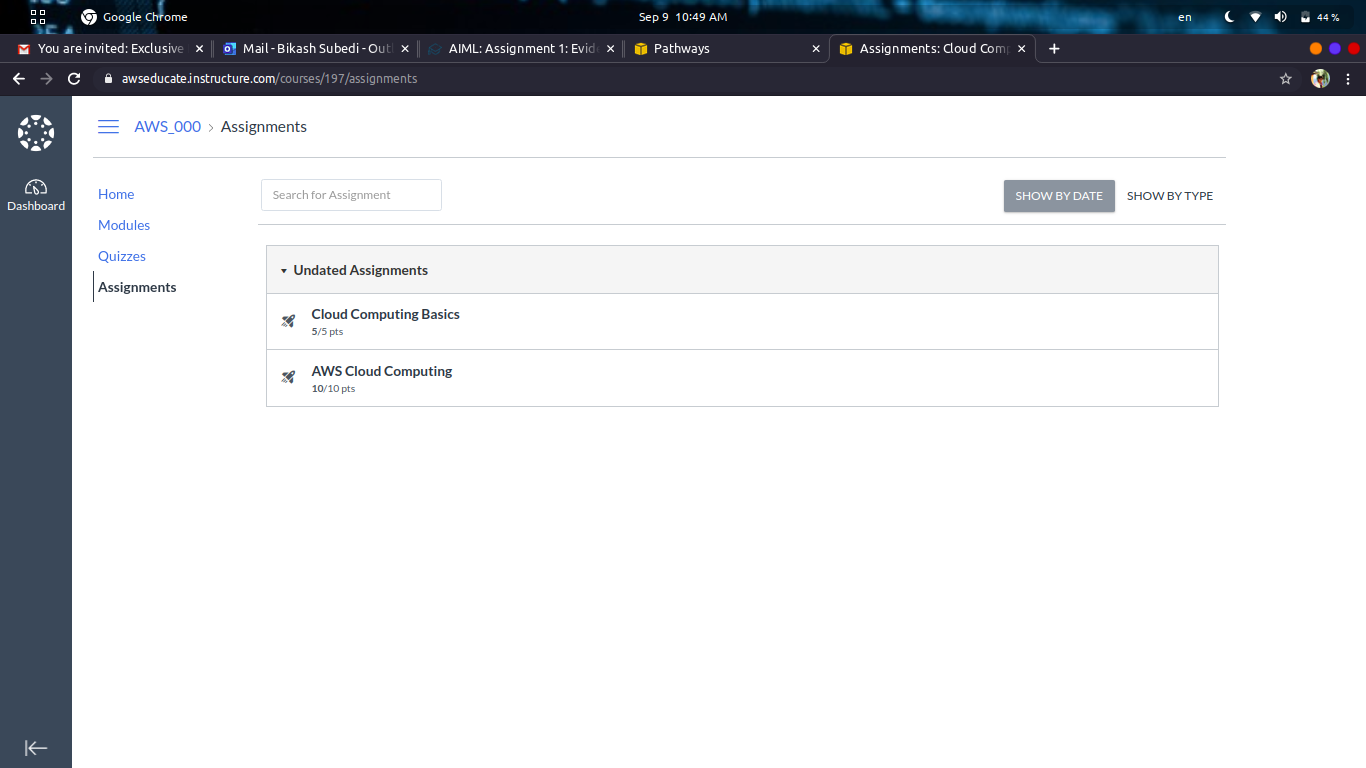 Google Chrome
Sep 9 10:49 AM
en
44 %
You are invited: Exclusive
Mail - Bikash Subedi - Out
AIML: Assignment 1: Evid
Pathways
Assignments: Cloud Com
awseducate.instructure.com/courses/197/assignments
AWS_000 › Assignments
Dashboard
Home
Modules
Quizzes
Assignments
Search for Assignment
SHOW BY DATE
SHOW BY TYPE
Undated Assignments
Cloud Computing Basics
5/5 pts
AWS Cloud Computing
10/10 pts